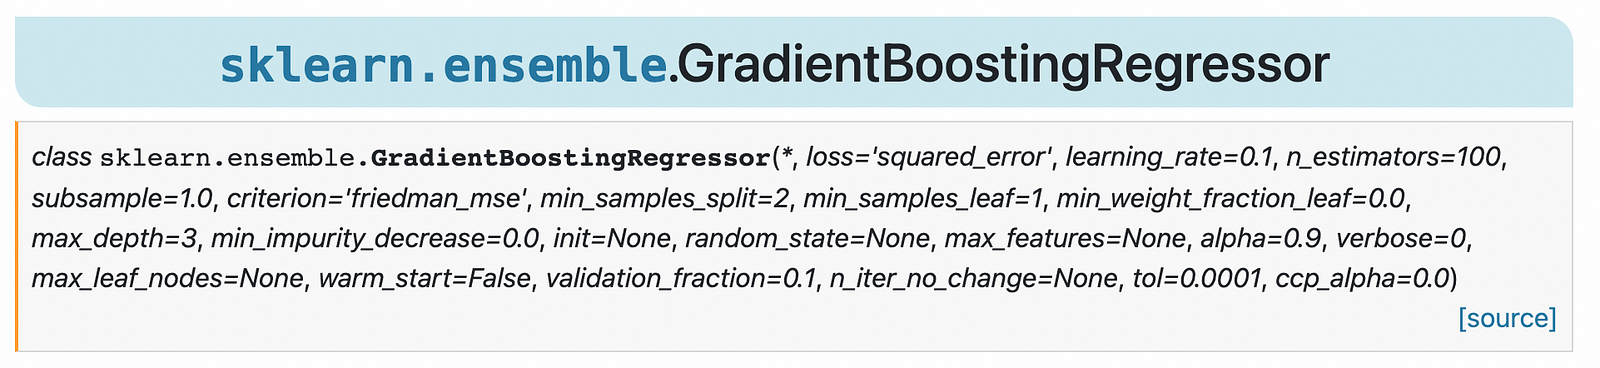 sklearn.ensemble.GradientBoostingRegressor
class sklearn.ensemble.GradientBoostingRegressor(*, loss='squared_error', learning_rate=0.1, n_estimators=100,
subsample=1.0, criterion='friedman_mse', min_samples_split=2, min_samples_leaf=1, min_weight_fraction_leaf=0.0,
max_depth=3, min_impurity_decrease=0.0, init=None, random_state=None, max_features=None, alpha=0.9, verbose=0,
max_leaf_nodes=None, warm_start=False, validation_fraction=0.1, n_iter_no_change=None, tol=0.0001, ccp_alpha=0.0)
[source]